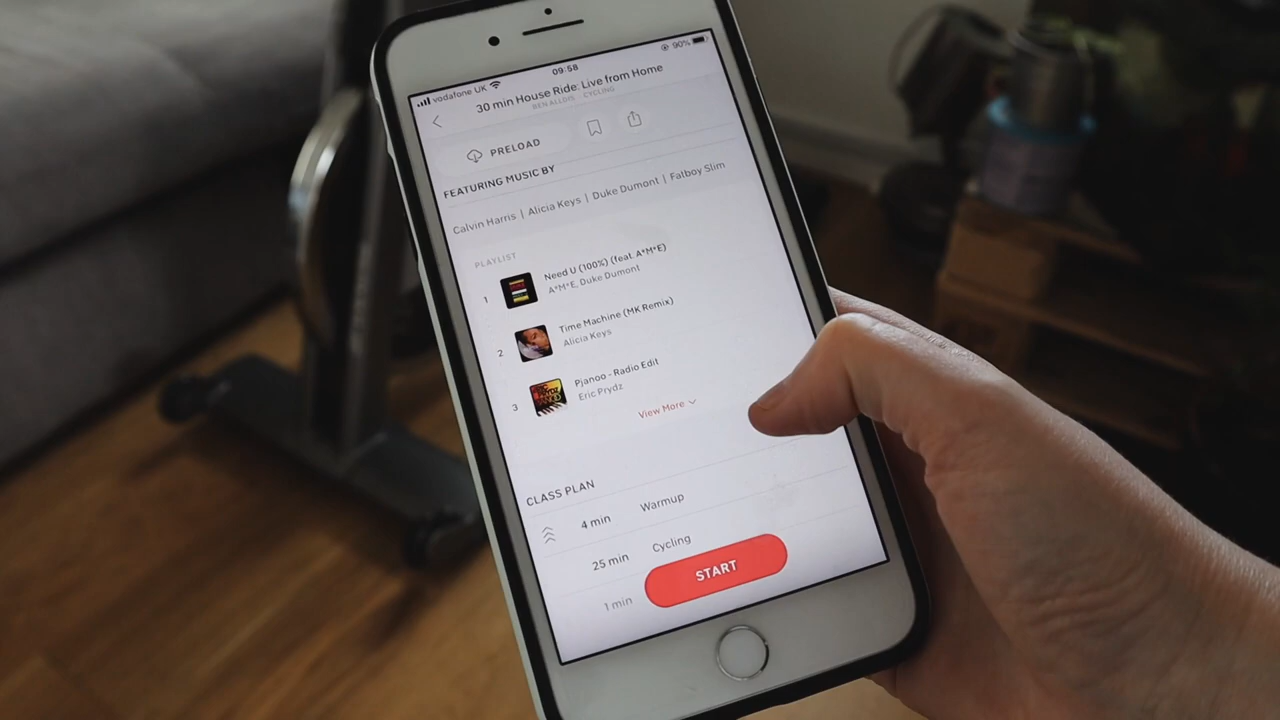 vodafone UK 09:58 90%
30 min House Ride: Live from Home
BEN ALLDIS · CYCLING
PRELOAD
FEATURING MUSIC BY
Calvin Harris | Alicia Keys | Duke Dumont | Fatboy Slim
PLAYLIST
1 Need U (100%) (feat. A*M*E)
A*M*E, Duke Dumont
2 Time Machine (MK Remix)
Alicia Keys
3 Pjanoo - Radio Edit
Eric Prydz
View More
CLASS PLAN
4 min Warmup
25 min Cycling
1 min
START